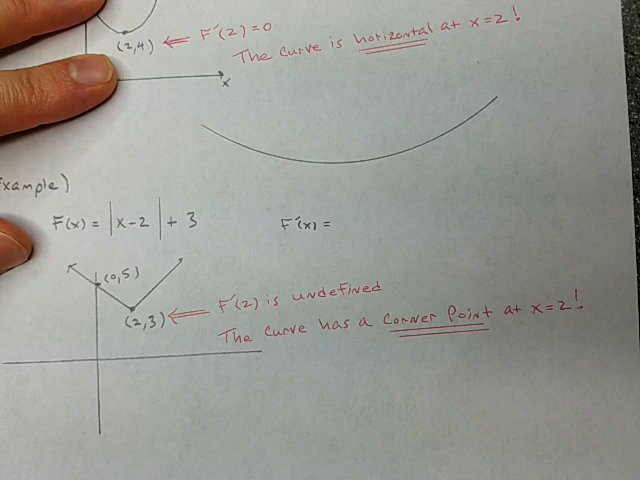 (2,4) ⇐ F'(2)=0
The curve is horizontal at x=2!
x
xample)
F(x) = |x-2| + 3
F'(x) =
(0,5)
(2,3) ⇐ F'(2) is undefined
The curve has a corner Point at x=2!